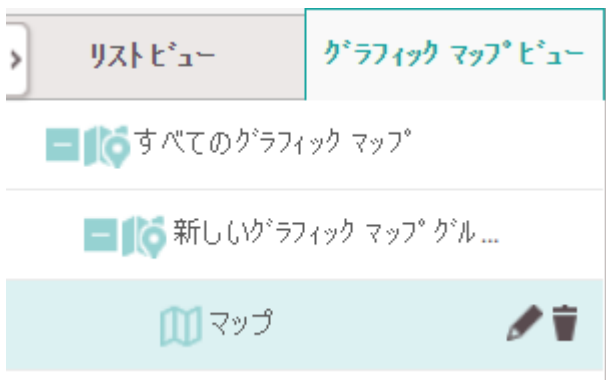 リスト ビュー
グラフィック マップ ビュー
すべてのグラフィック マップ
新しいグラフィック マップ グル...
マップ